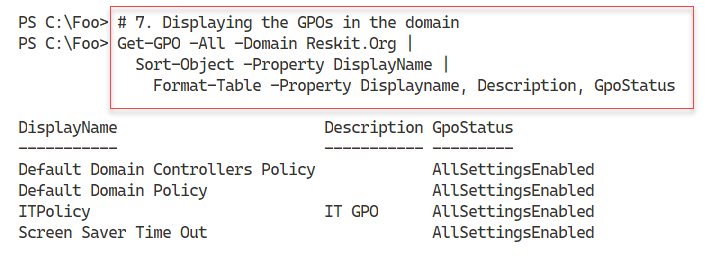 PS C:\Foo> # 7. Displaying the GPOs in the domain
PS C:\Foo> Get-GPO -All -Domain Reskit.Org |
Sort-Object -Property DisplayName |
Format-Table -Property Displayname, Description, GpoStatus
DisplayName Description GpoStatus
----------- ----------- ---------
Default Domain Controllers Policy AllSettingsEnabled
Default Domain Policy AllSettingsEnabled
ITPolicy IT GPO AllSettingsEnabled
Screen Saver Time Out AllSettingsEnabled